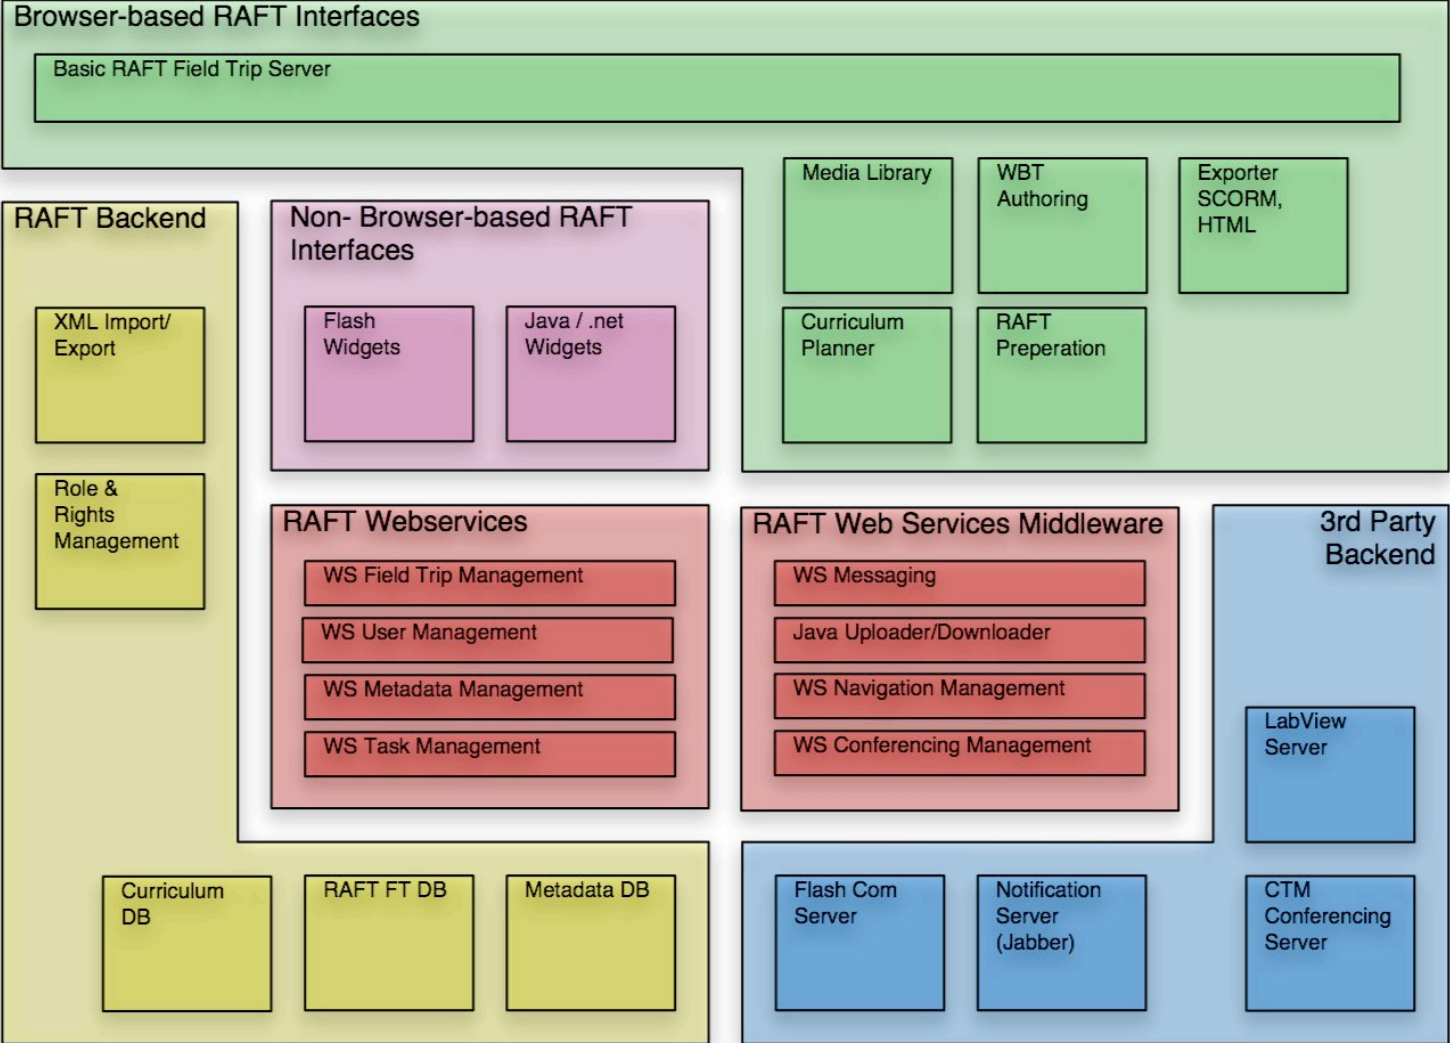 Browser-based RAFT Interfaces
Basic RAFT Field Trip Server
Media Library
WBT
Authoring
Exporter
SCORM,
HTML
Curriculum
Planner
RAFT
Preperation
RAFT Backend
XML Import/
Export
Role &
Rights
Management
Curriculum
DB
RAFT FT DB
Metadata DB
Non- Browser-based RAFT
Interfaces
Flash
Widgets
Java / .net
Widgets
RAFT Webservices
WS Field Trip Management
WS User Management
WS Metadata Management
WS Task Management
RAFT Web Services Middleware
WS Messaging
Java Uploader/Downloader
WS Navigation Management
WS Conferencing Management
3rd Party
Backend
LabView
Server
Flash Com
Server
Notification
Server
(Jabber)
CTM
Conferencing
Server